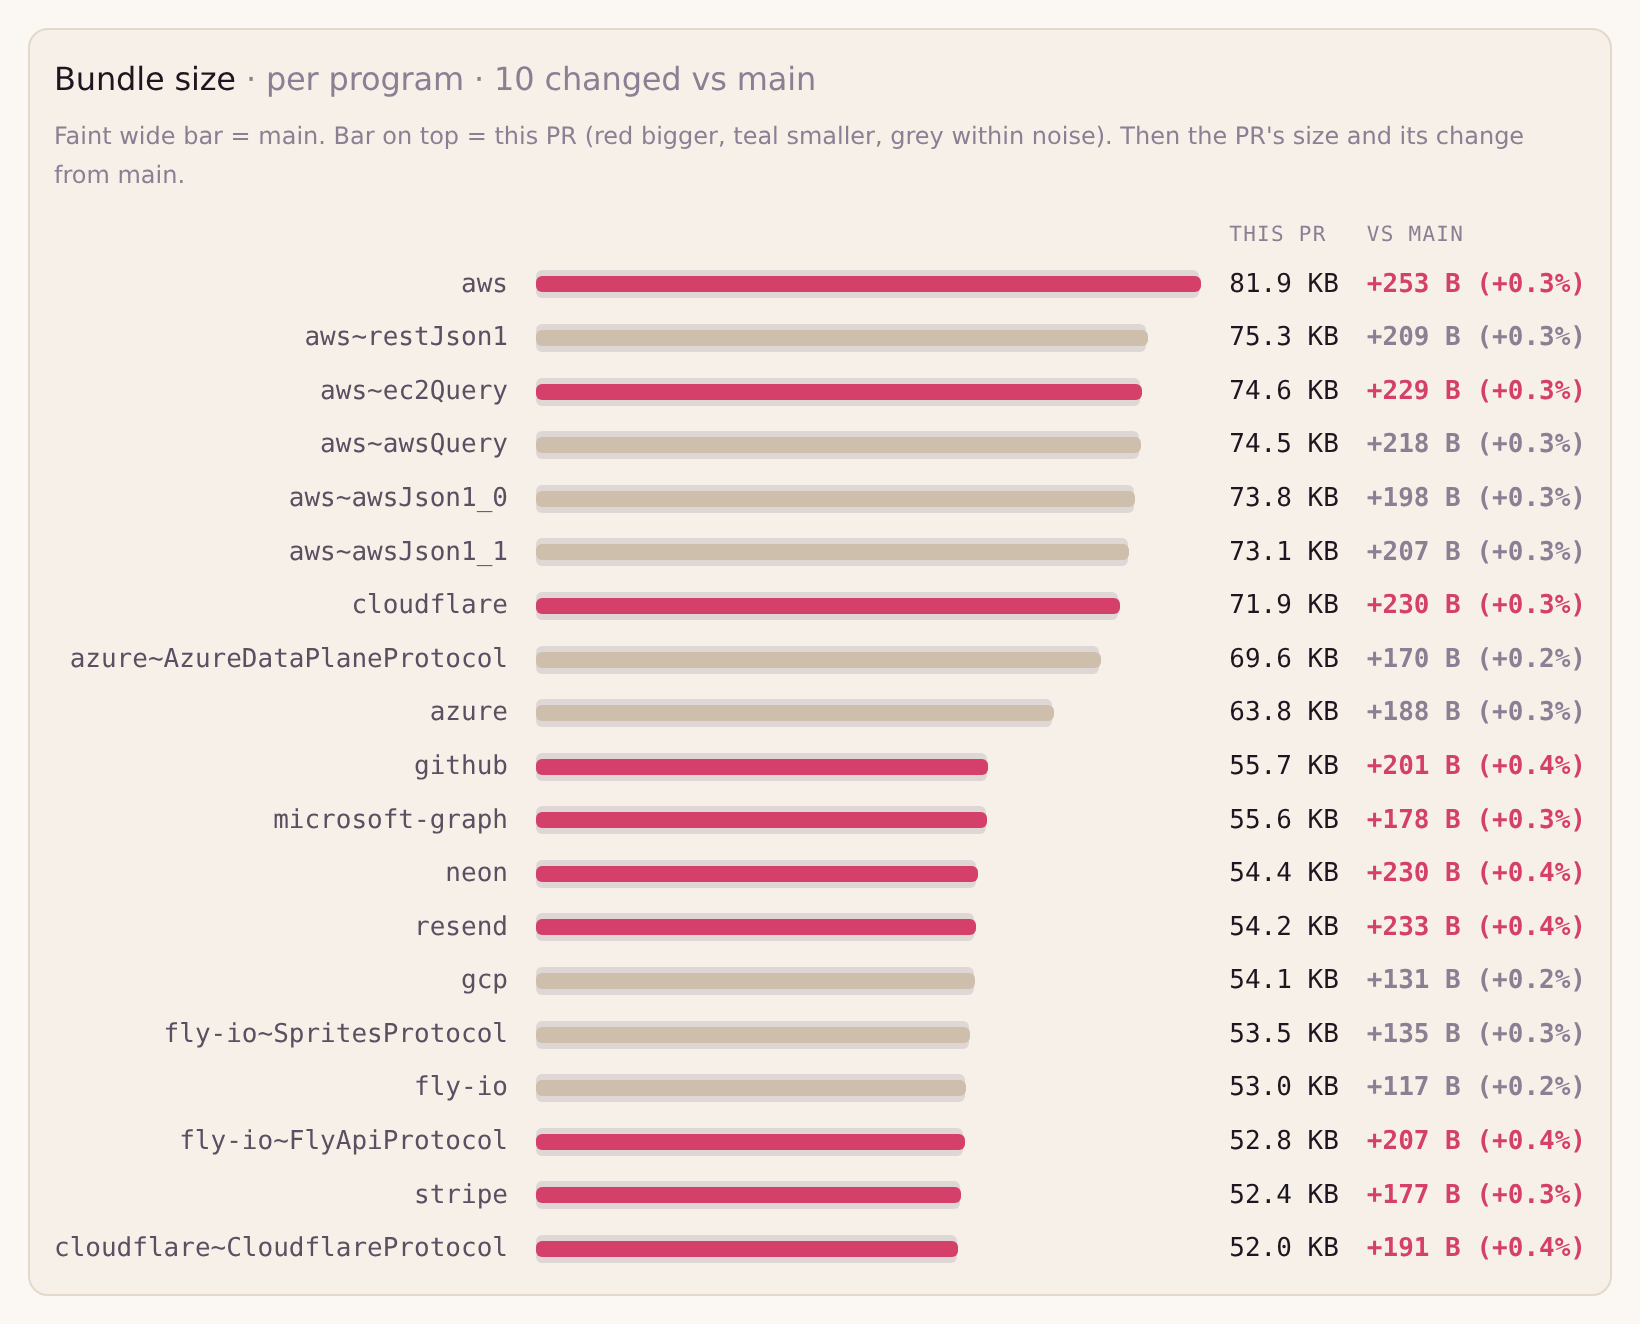 Bundle size · per program · 10 changed vs main
Faint wide bar = main. Bar on top = this PR (red bigger, teal smaller, grey within noise). Then the PR's size and its change
from main.
THIS PR VS MAIN
aws 81.9 KB +253 B (+0.3%)
aws~restJson1 75.3 KB +209 B (+0.3%)
aws~ec2Query 74.6 KB +229 B (+0.3%)
aws~awsQuery 74.5 KB +218 B (+0.3%)
aws~awsJson1_0 73.8 KB +198 B (+0.3%)
aws~awsJson1_1 73.1 KB +207 B (+0.3%)
cloudflare 71.9 KB +230 B (+0.3%)
azure~AzureDataPlaneProtocol 69.6 KB +170 B (+0.2%)
azure 63.8 KB +188 B (+0.3%)
github 55.7 KB +201 B (+0.4%)
microsoft-graph 55.6 KB +178 B (+0.3%)
neon 54.4 KB +230 B (+0.4%)
resend 54.2 KB +233 B (+0.4%)
gcp 54.1 KB +131 B (+0.2%)
fly-io~SpritesProtocol 53.5 KB +135 B (+0.3%)
fly-io 53.0 KB +117 B (+0.2%)
fly-io~FlyApiProtocol 52.8 KB +207 B (+0.4%)
stripe 52.4 KB +177 B (+0.3%)
cloudflare~CloudflareProtocol 52.0 KB +191 B (+0.4%)